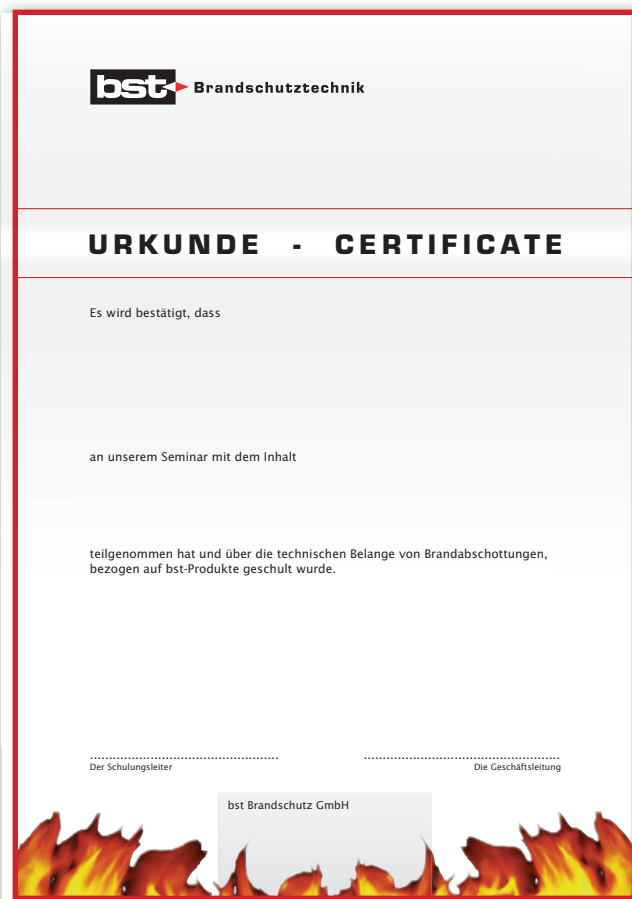 bst Brandschutztechnik
URKUNDE - CERTIFICATE
Es wird bestätigt, dass
an unserem Seminar mit dem Inhalt
teilgenommen hat und über die technischen Belange von Brandabschottungen,
bezogen auf bst-Produkte geschult wurde.
Der Schulungsleiter
Die Geschäftsleitung
bst Brandschutz GmbH